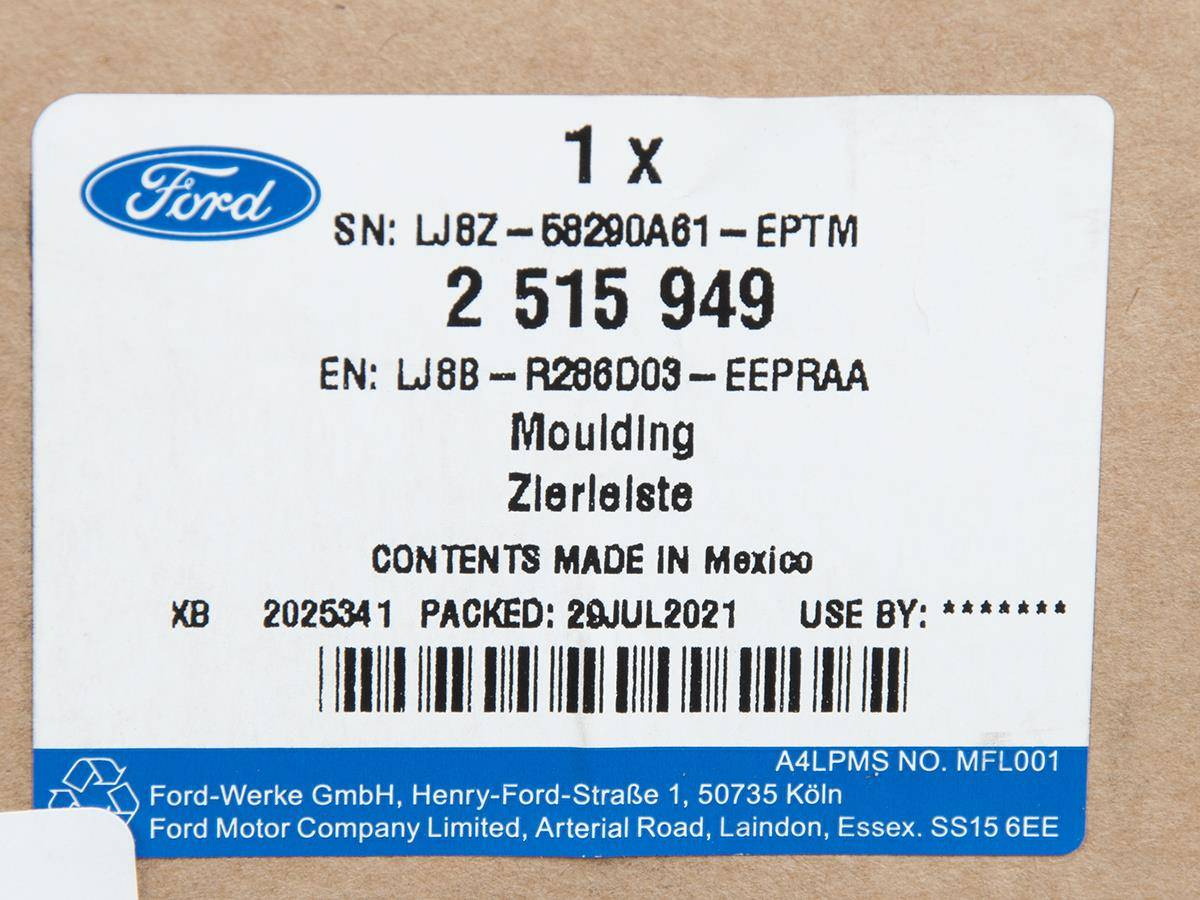 1 x
Ford
SN: LJ8Z-58290A61-EPTM
2 515 949
EN: LJ8B-R286D03-EEPRAA
Moulding
Zierleiste
CONTENTS MADE IN Mexico
XB 2025341 PACKED: 29JUL2021 USE BY: *******
A4LPMS NO. MFL001
Ford-Werke GmbH, Henry-Ford-Straße 1, 50735 Köln
Ford Motor Company Limited, Arterial Road, Laindon, Essex. SS15 6EE